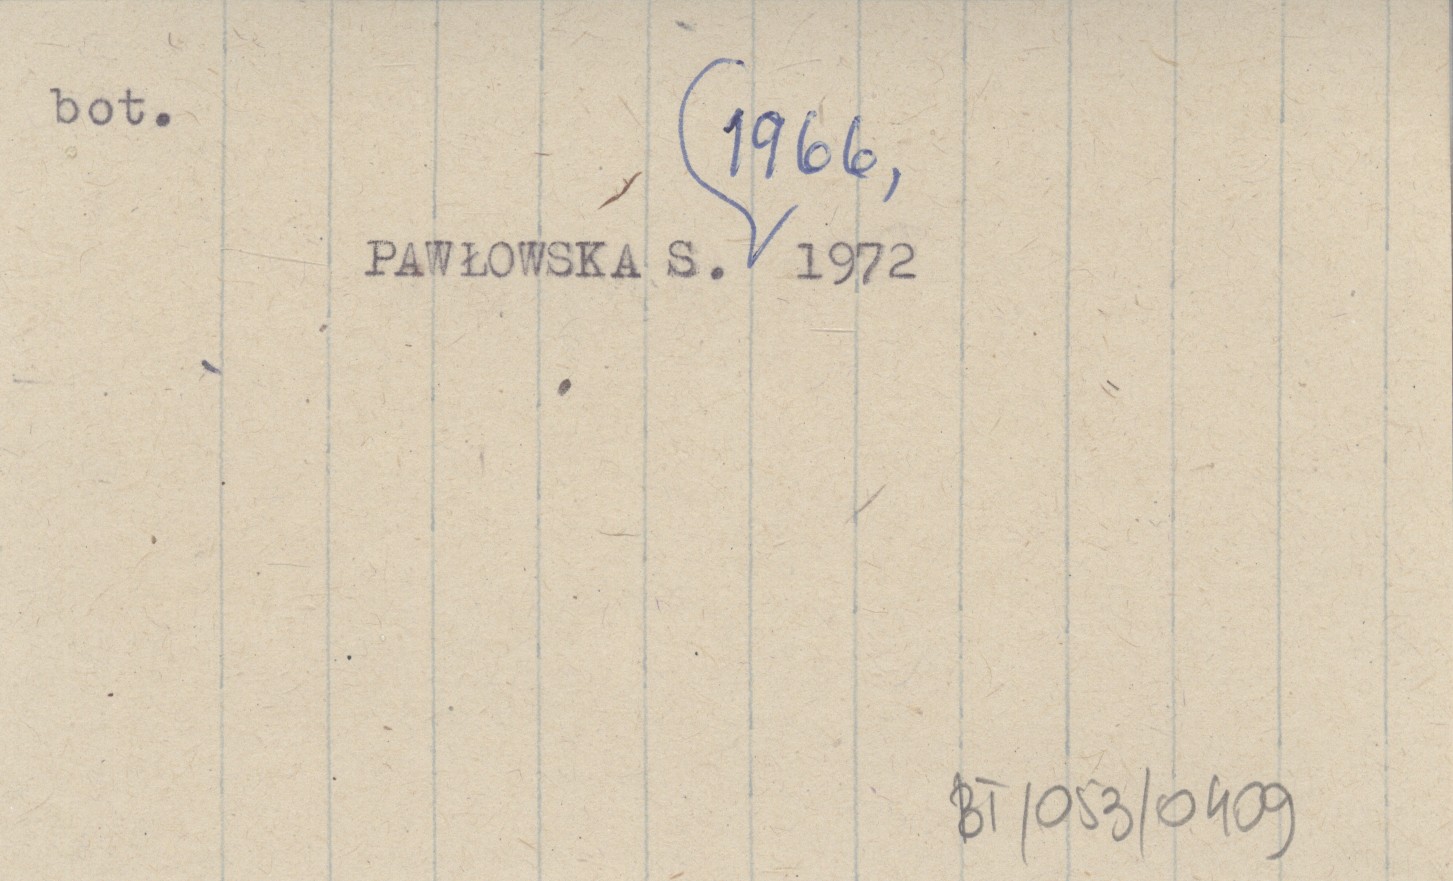 bot.
1966,
PAWŁOWSKA S. 1972
BT/053/0409